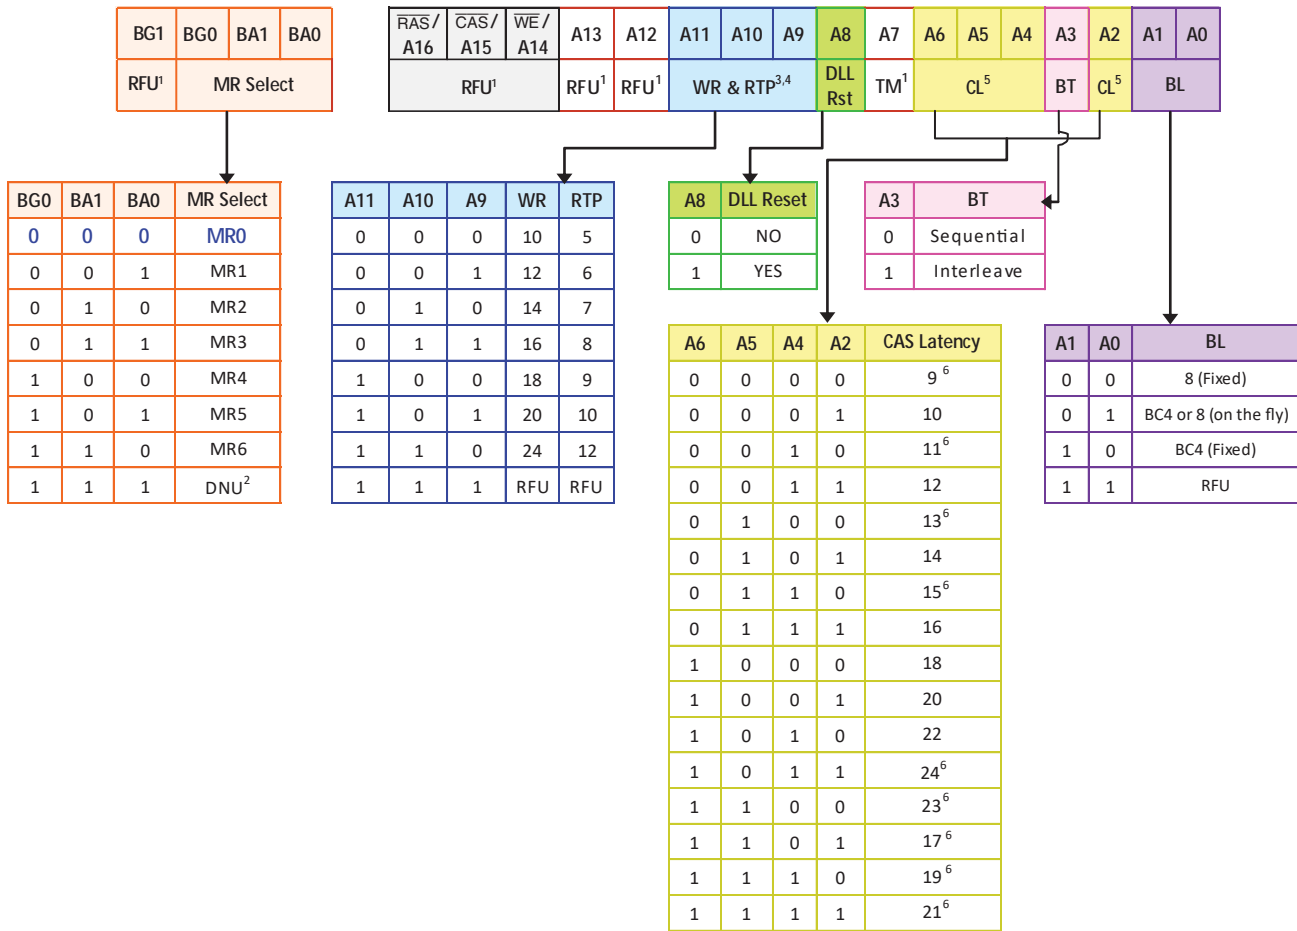 BG1 BG0 BA1 BA0
RFU¹ MR Select
RAS/ A16 CAS/ A15 WE/ A14 A13 A12 A11 A10 A9 A8 A7 A6 A5 A4 A3 A2 A1 A0
RFU¹ RFU¹ RFU¹ WR & RTP³,⁴ DLL Rst TM¹ CL⁵ BT CL⁵ BL
BG0 BA1 BA0 MR Select
0 0 0 MR0
0 0 1 MR1
0 1 0 MR2
0 1 1 MR3
1 0 0 MR4
1 0 1 MR5
1 1 0 MR6
1 1 1 DNU²
A11 A10 A9 WR RTP
0 0 0 10 5
0 0 1 12 6
0 1 0 14 7
0 1 1 16 8
1 0 0 18 9
1 0 1 20 10
1 1 0 24 12
1 1 1 RFU RFU
A8 DLL Reset
0 NO
1 YES
A3 BT
0 Sequential
1 Interleave
A6 A5 A4 A2 CAS Latency
0 0 0 0 9⁶
0 0 0 1 10
0 0 1 0 11⁶
0 0 1 1 12
0 1 0 0 13⁶
0 1 0 1 14
0 1 1 0 15⁶
0 1 1 1 16
1 0 0 0 18
1 0 0 1 20
1 0 1 0 22
1 0 1 1 24⁶
1 1 0 0 23⁶
1 1 0 1 17⁶
1 1 1 0 19⁶
1 1 1 1 21⁶
A1 A0 BL
0 0 8 (Fixed)
0 1 BC4 or 8 (on the fly)
1 0 BC4 (Fixed)
1 1 RFU